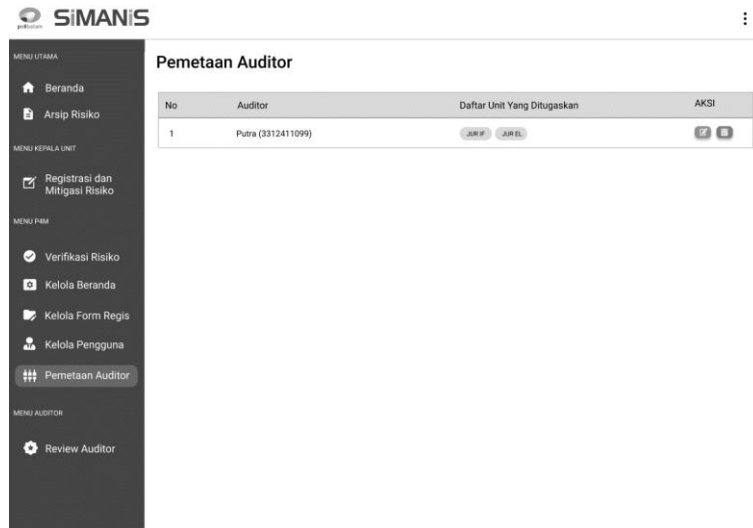 SiMANiS
polibatam
MENU UTAMA
Beranda
Arsip Risiko
MENU KEPALA UNIT
Registrasi dan
Mitigasi Risiko
MENU P4M
Verifikasi Risiko
Kelola Beranda
Kelola Form Regis
Kelola Pengguna
Pemetaan Auditor
MENU AUDITOR
Review Auditor
Pemetaan Auditor
No Auditor Daftar Unit Yang Ditugaskan AKSI
1 Putra (3312411099) JUR IF JUR EL